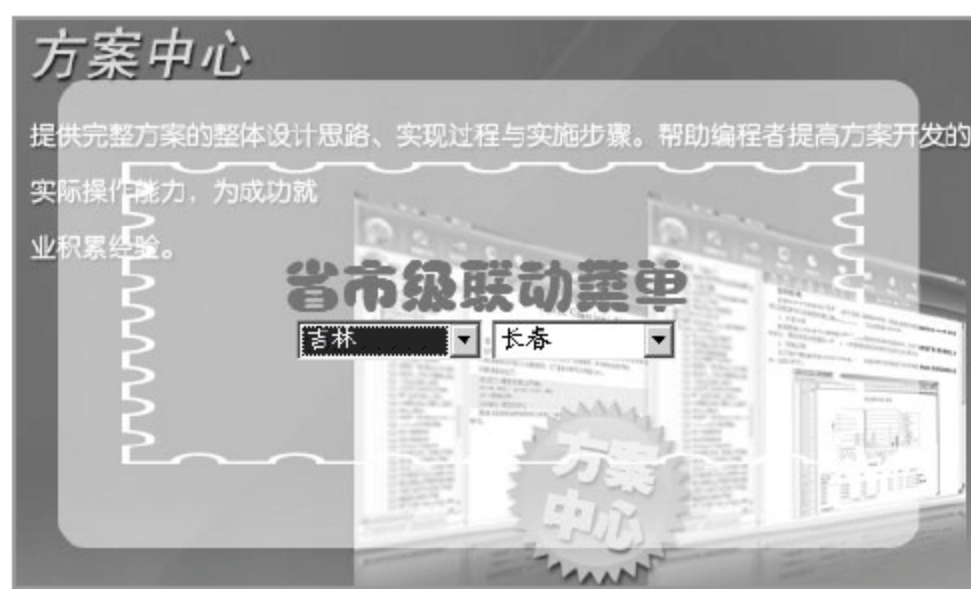 方案中心
提供完整方案的整体设计思路、实现过程与实施步骤。帮助编程者提高方案开发的
实际操作能力，为成功就
业积累经验。
省市级联动菜单
吉林 长春
方案
中心